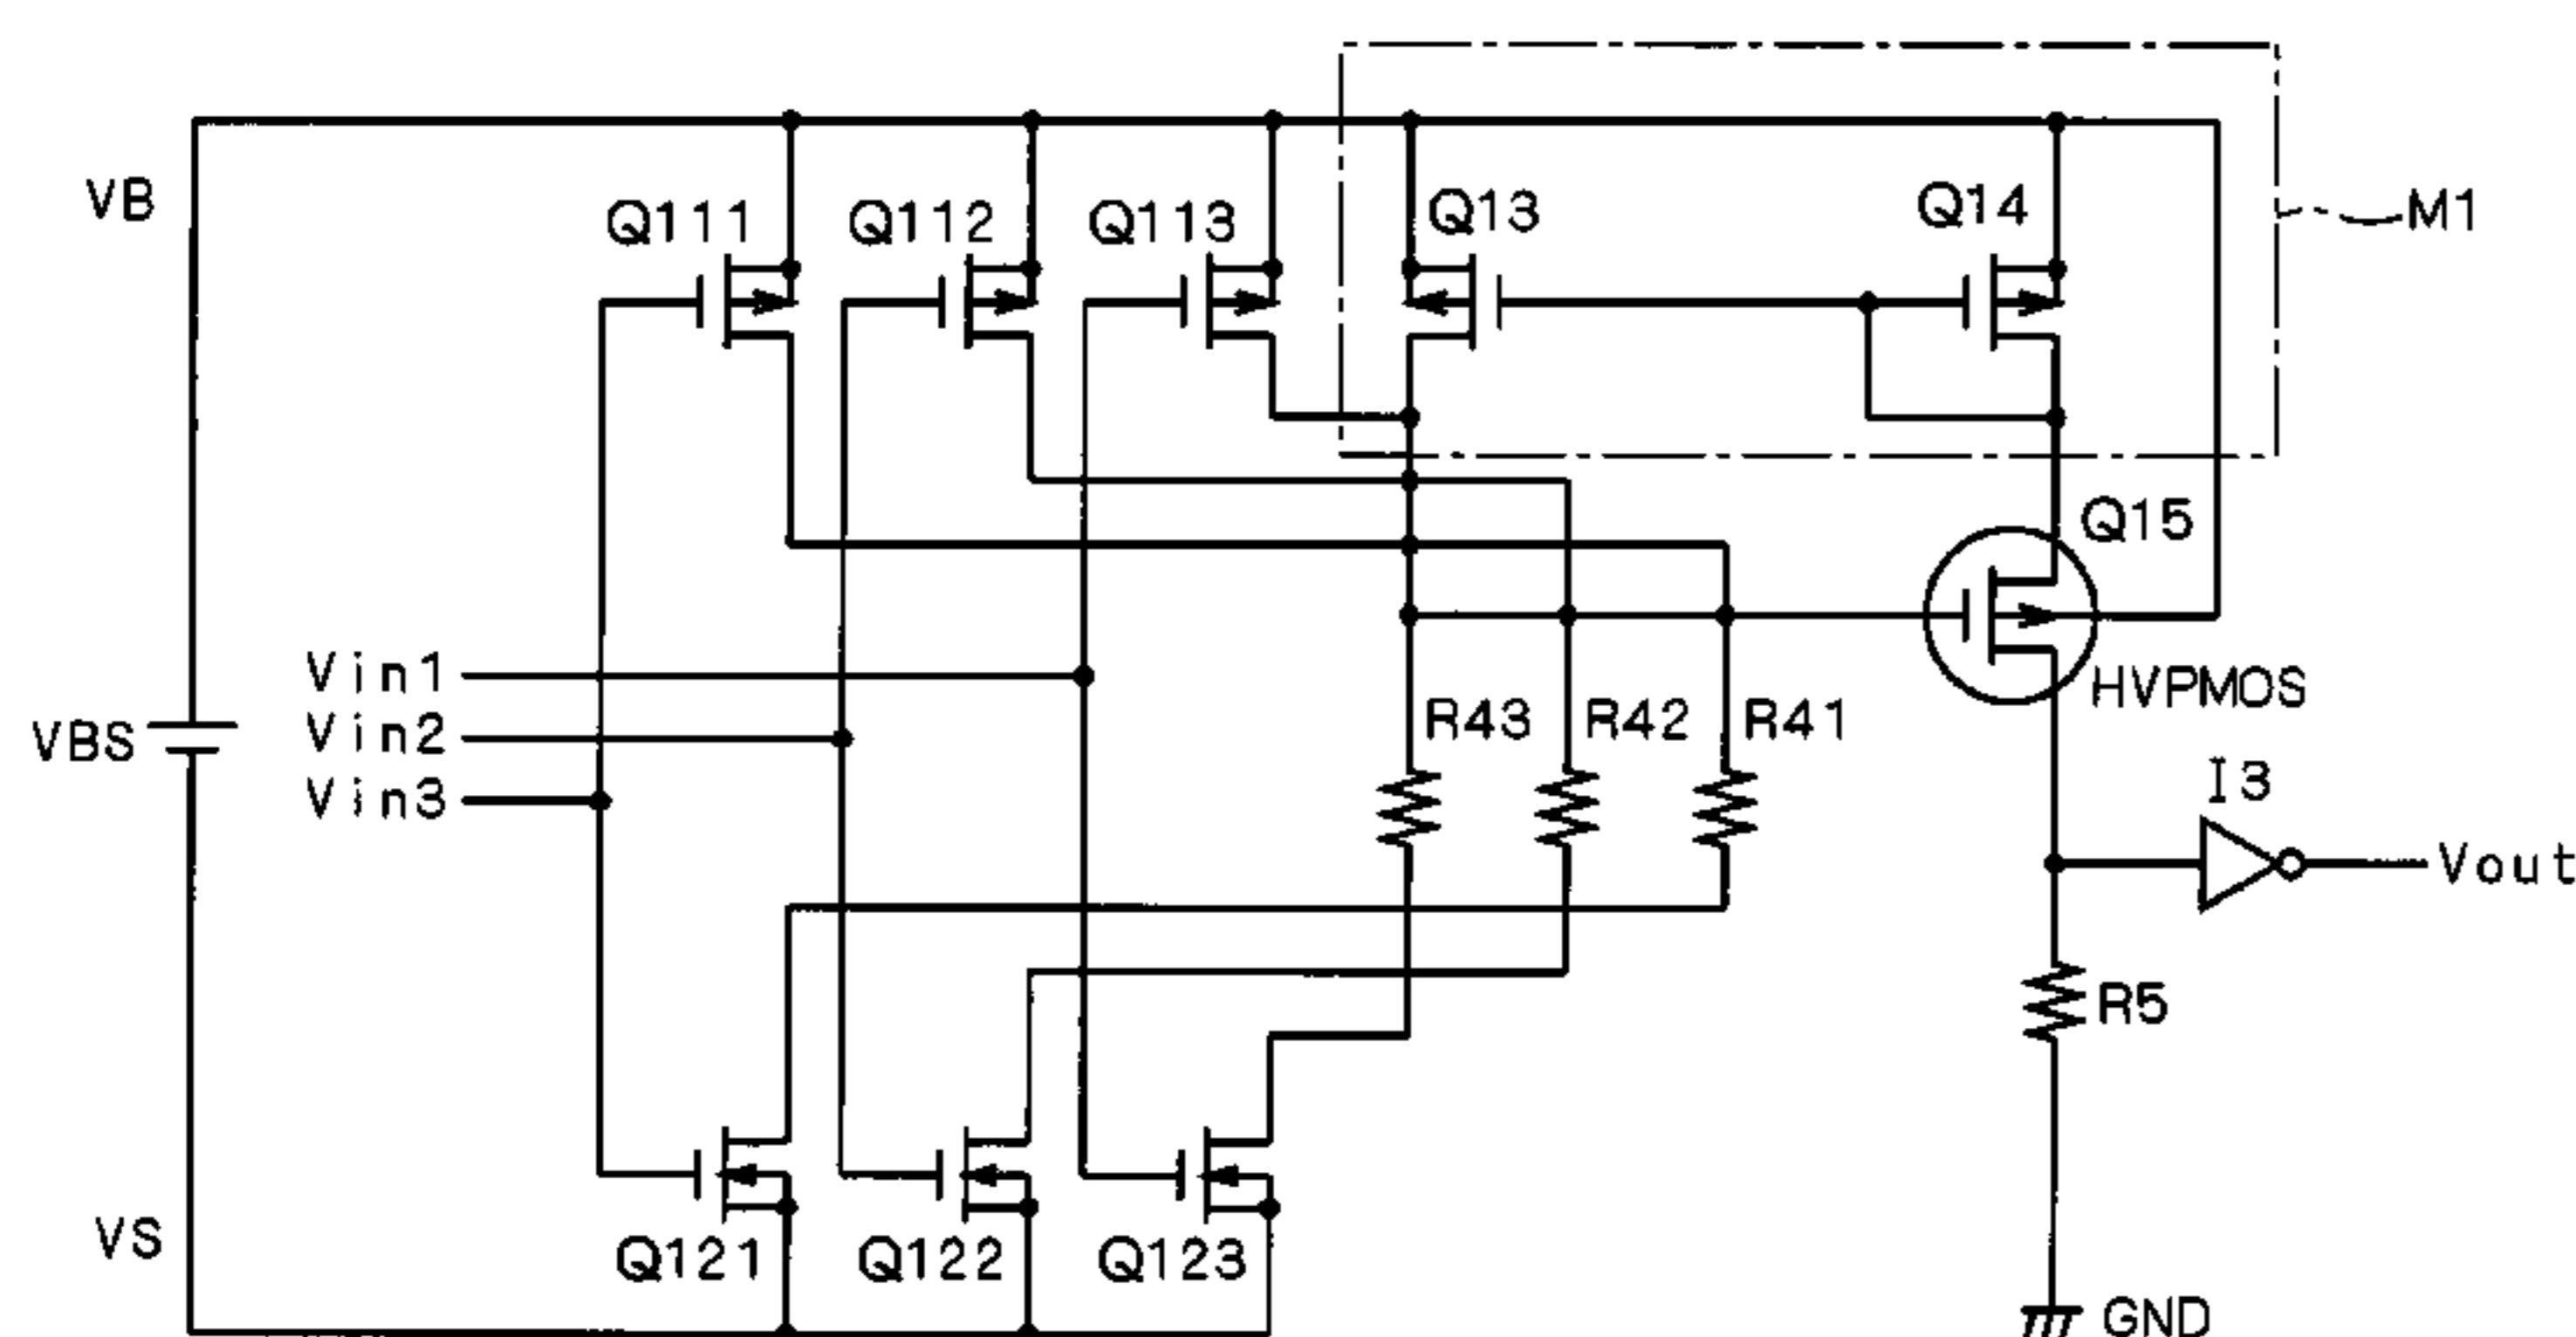 VB
Q111
Q112
Q113
Q13
Q14
M1
Q15
HVPMOS
Vin1
Vin2
Vin3
VBS
R43
R42
R41
I3
Vout
R5
VS
Q121
Q122
Q123
GND